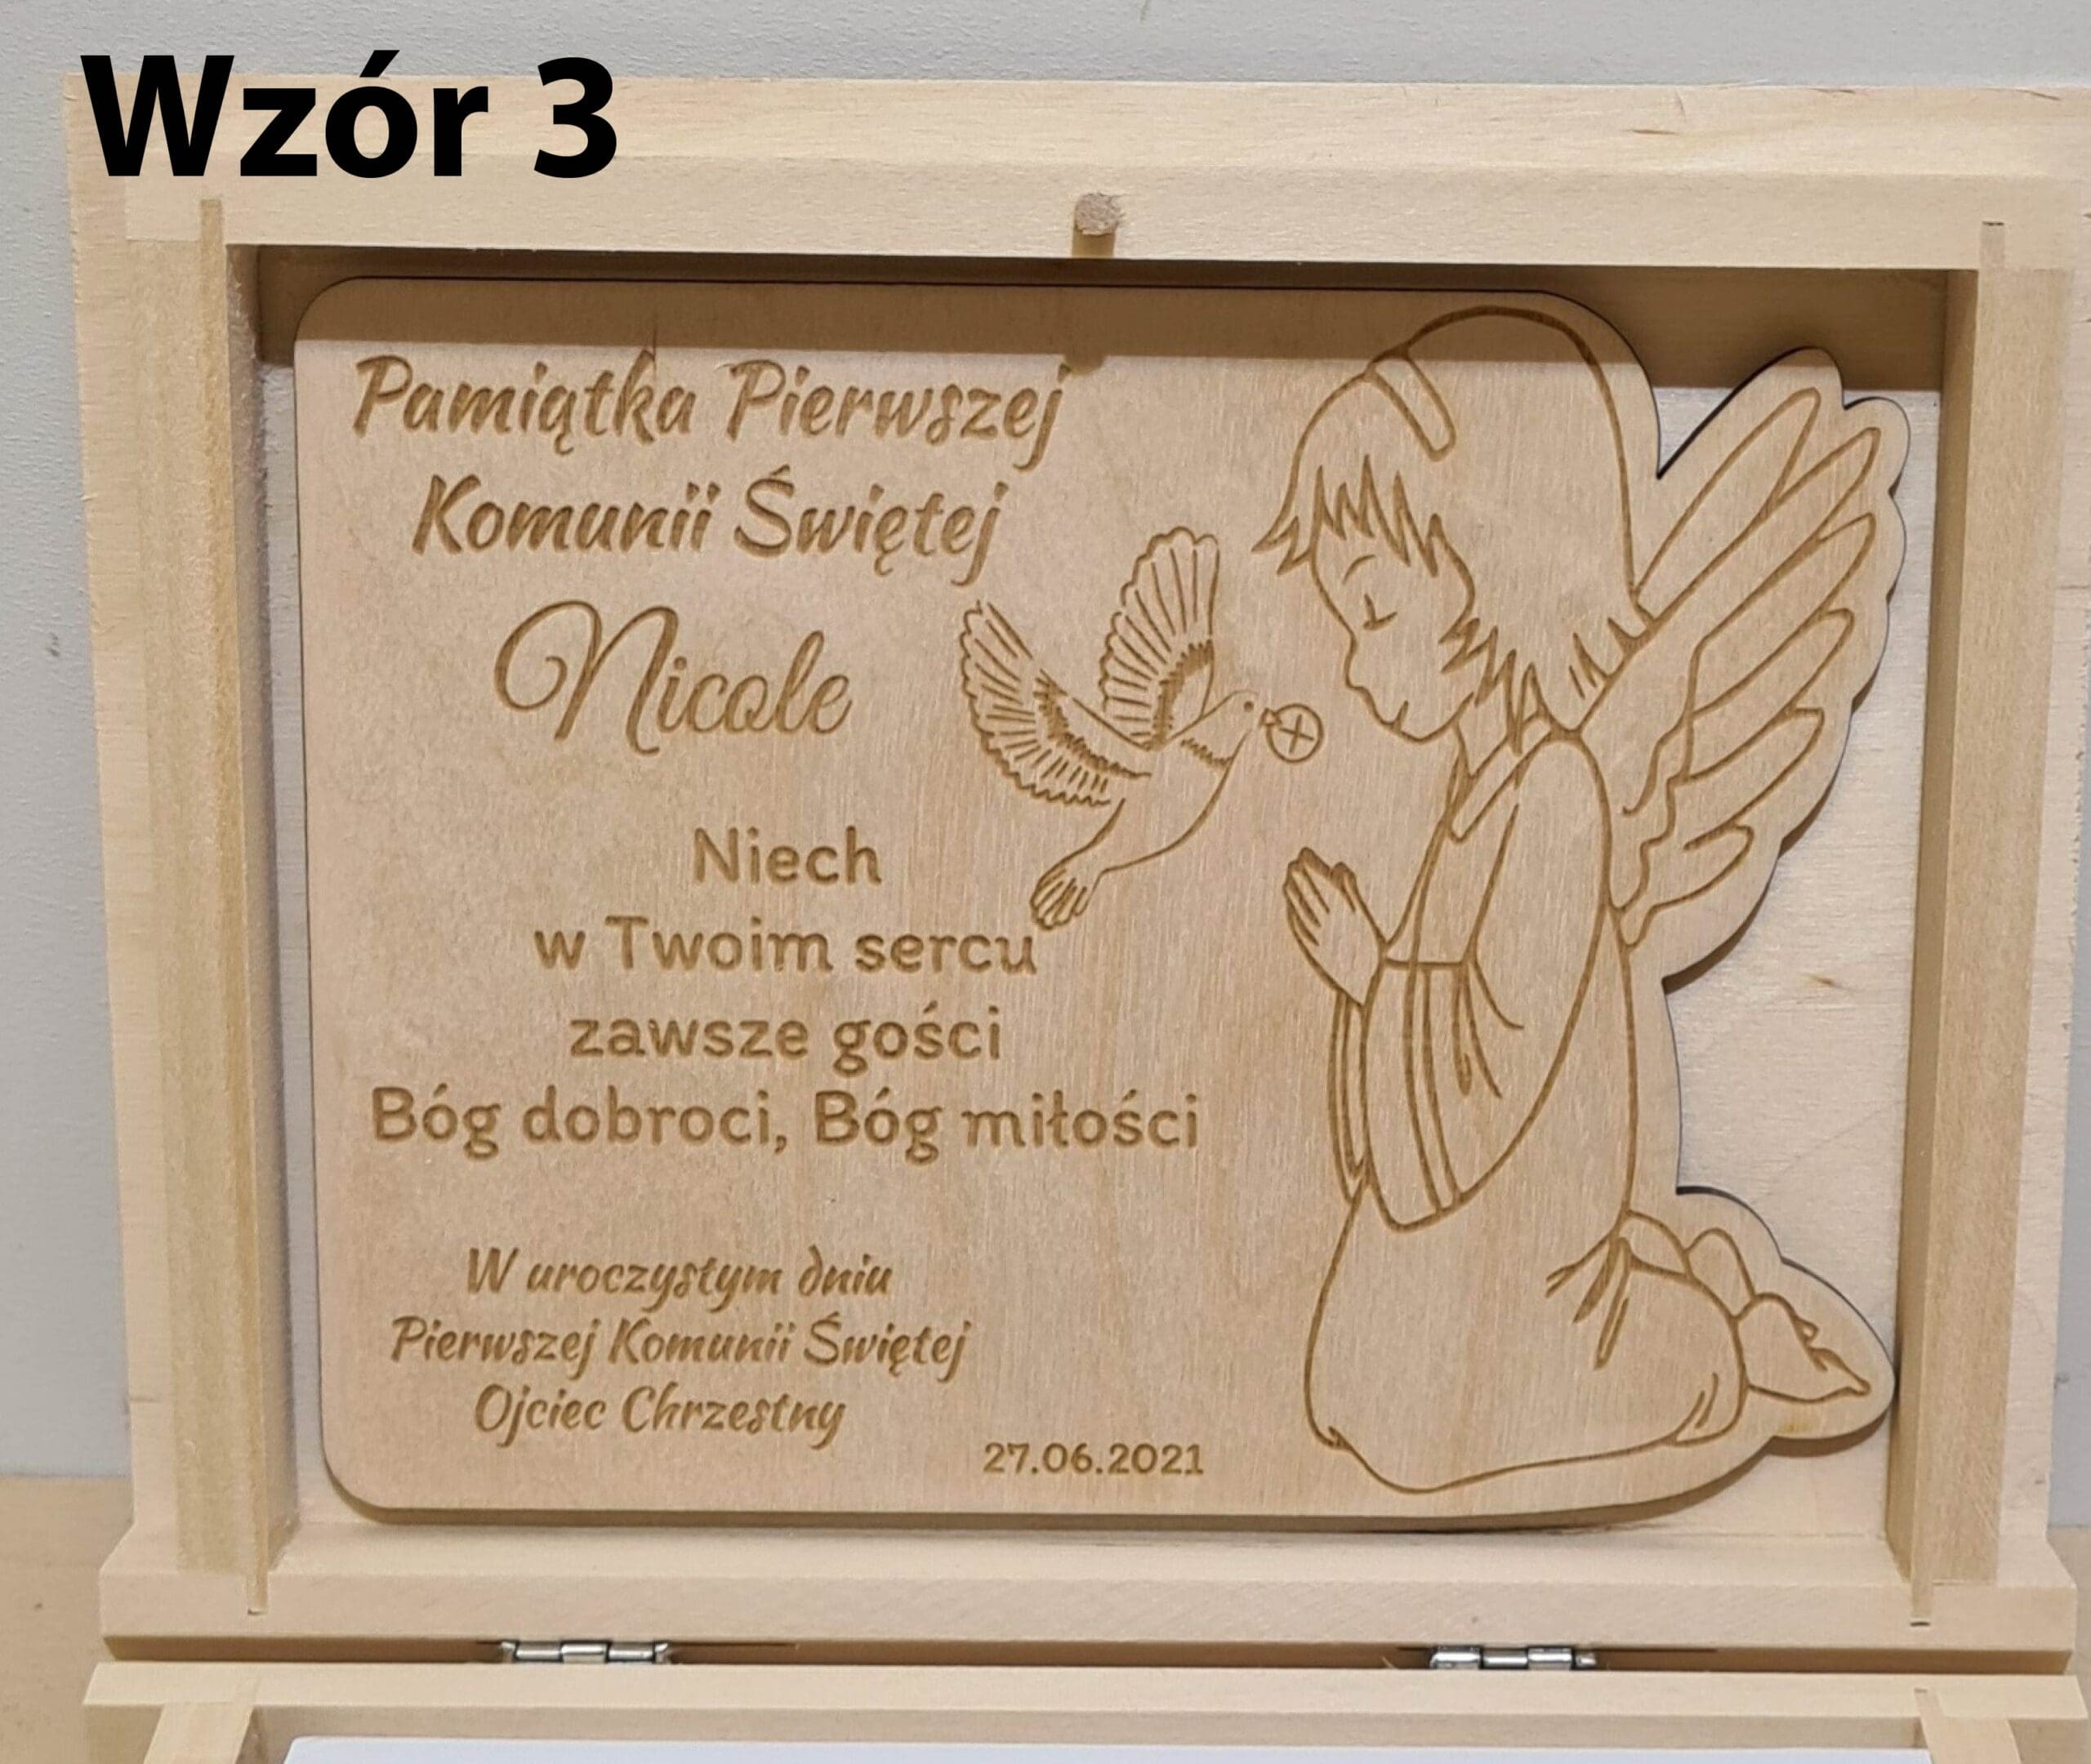 Wzór 3
Pamiątka Pierwszej
Komunii Świętej
Nicole
Niech
w Twoim sercu
zawsze gości
Bóg dobroci, Bóg miłości
W uroczystym dniu
Pierwszej Komunii Świętej
Ojciec Chrzestny
27.06.2021